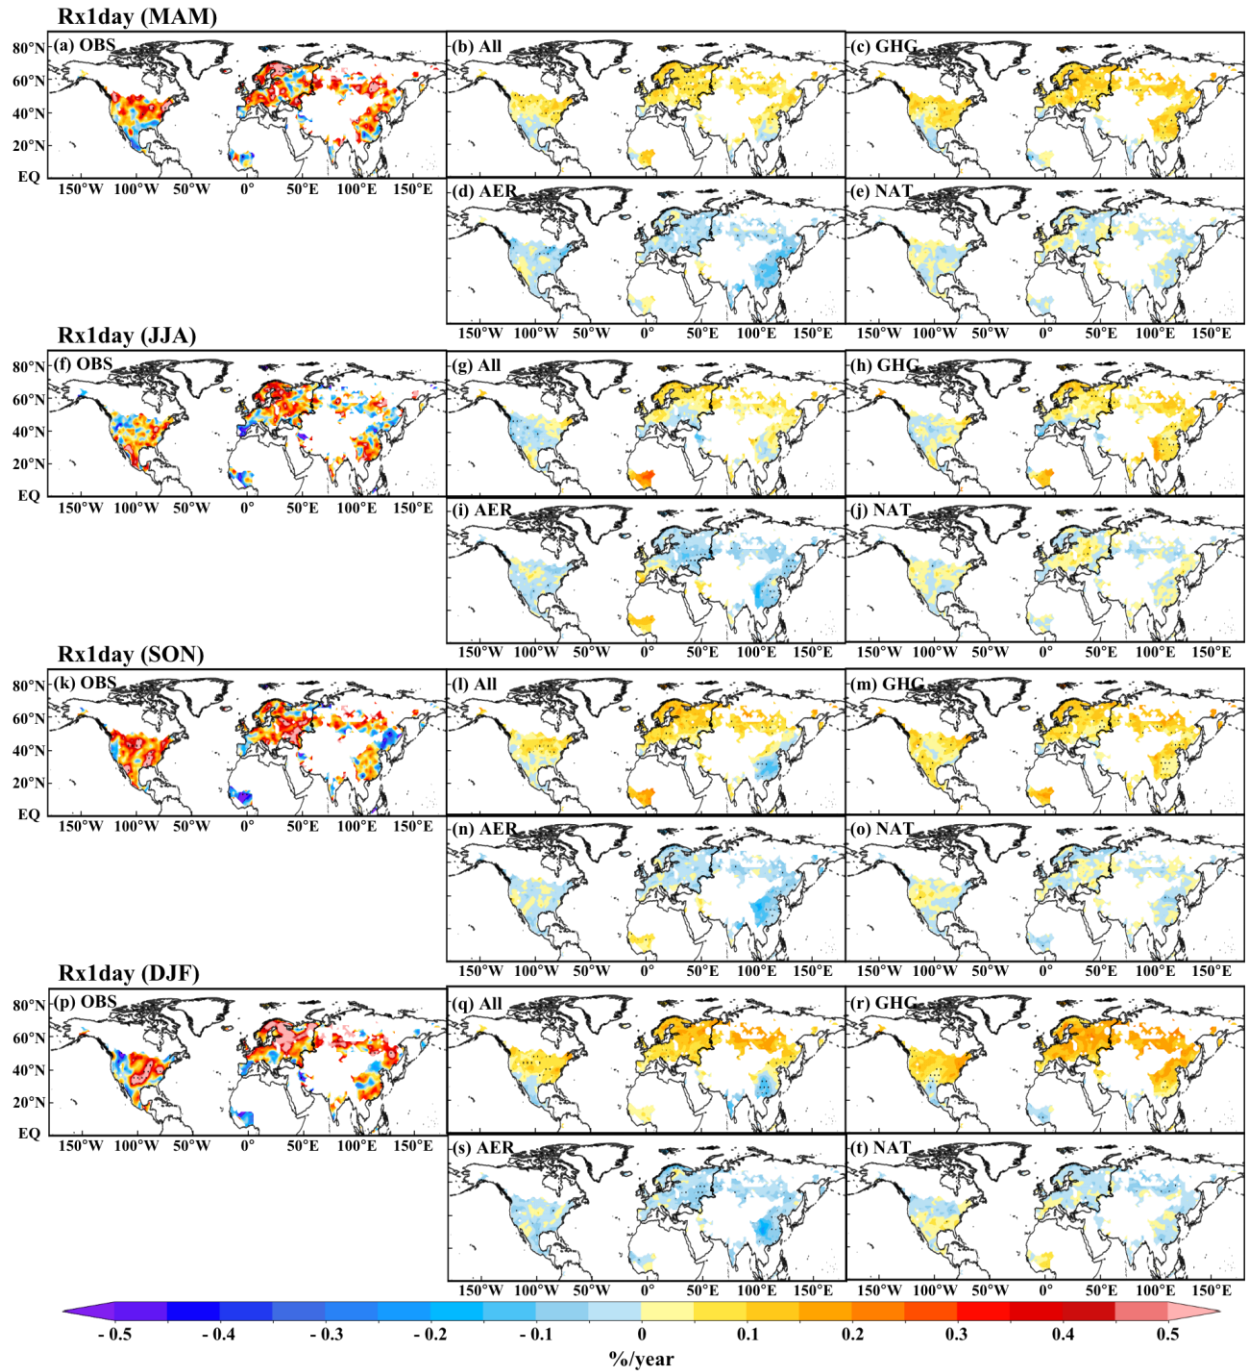 Rx1day (MAM)
(a) OBS (b) All (c) GHG
80°N
60°N
40°N
20°N
EQ
150°W 100°W 50°W 0° 50°E 100°E 150°E
(d) AER (e) NAT
150°W 100°W 50°W 0° 50°E 100°E 150°E 150°W 100°W 50°W 0° 50°E 100°E 150°E
Rx1day (JJA)
(f) OBS (g) All (h) GHG
80°N
60°N
40°N
20°N
EQ
150°W 100°W 50°W 0° 50°E 100°E 150°E
(i) AER (j) NAT
150°W 100°W 50°W 0° 50°E 100°E 150°E 150°W 100°W 50°W 0° 50°E 100°E 150°E
Rx1day (SON)
(k) OBS (l) All (m) GHG
80°N
60°N
40°N
20°N
EQ
150°W 100°W 50°W 0° 50°E 100°E 150°E
(n) AER (o) NAT
150°W 100°W 50°W 0° 50°E 100°E 150°E 150°W 100°W 50°W 0° 50°E 100°E 150°E
Rx1day (DJF)
(p) OBS (q) All (r) GHG
80°N
60°N
40°N
20°N
EQ
150°W 100°W 50°W 0° 50°E 100°E 150°E
(s) AER (t) NAT
150°W 100°W 50°W 0° 50°E 100°E 150°E 150°W 100°W 50°W 0° 50°E 100°E 150°E
- 0.5 - 0.4 - 0.3 - 0.2 - 0.1 0 0.1 0.2 0.3 0.4 0.5
%/year